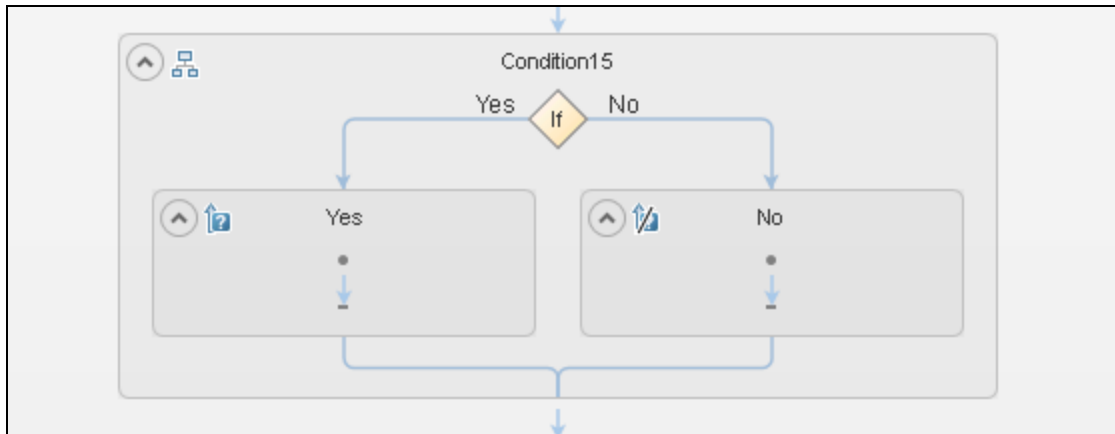 Condition15
Yes
If
No
Yes
?
No